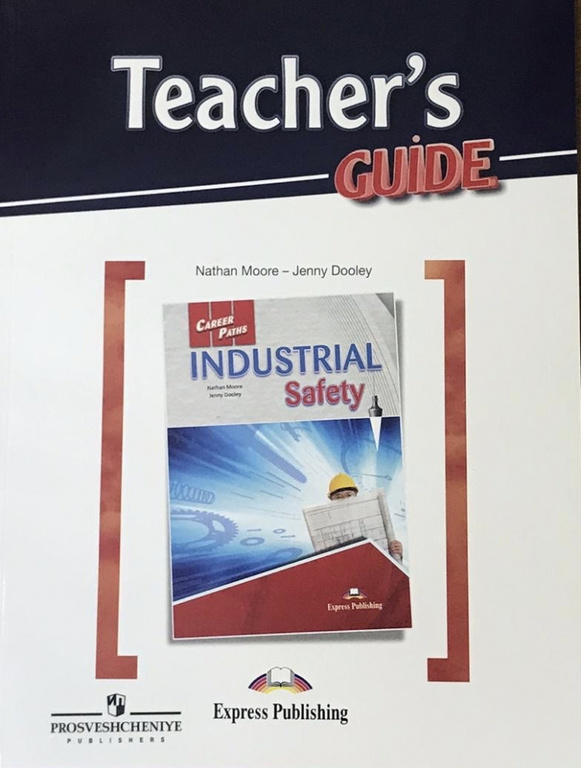 Teacher's
GUiDE
Nathan Moore – Jenny Dooley
CAREER
PATHS
INDUSTRIAL
Safety
Nathan Moore
Jenny Dooley
Express Publishing
PROSVESHCHENIYE
PUBLISHERS
Express Publishing